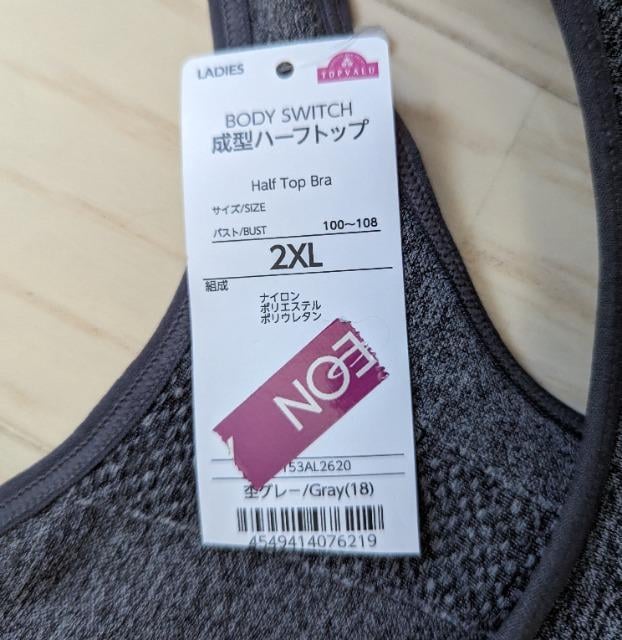 LADIES
TOPVALU
BODY SWITCH
成型ハーフトップ
Half Top Bra
サイズ/SIZE
バスト/BUST 100～108
2XL
組成
ナイロン
ポリエステル
ポリウレタン
ÆON
153AL2620
杢グレー/Gray(18)
4549414076219